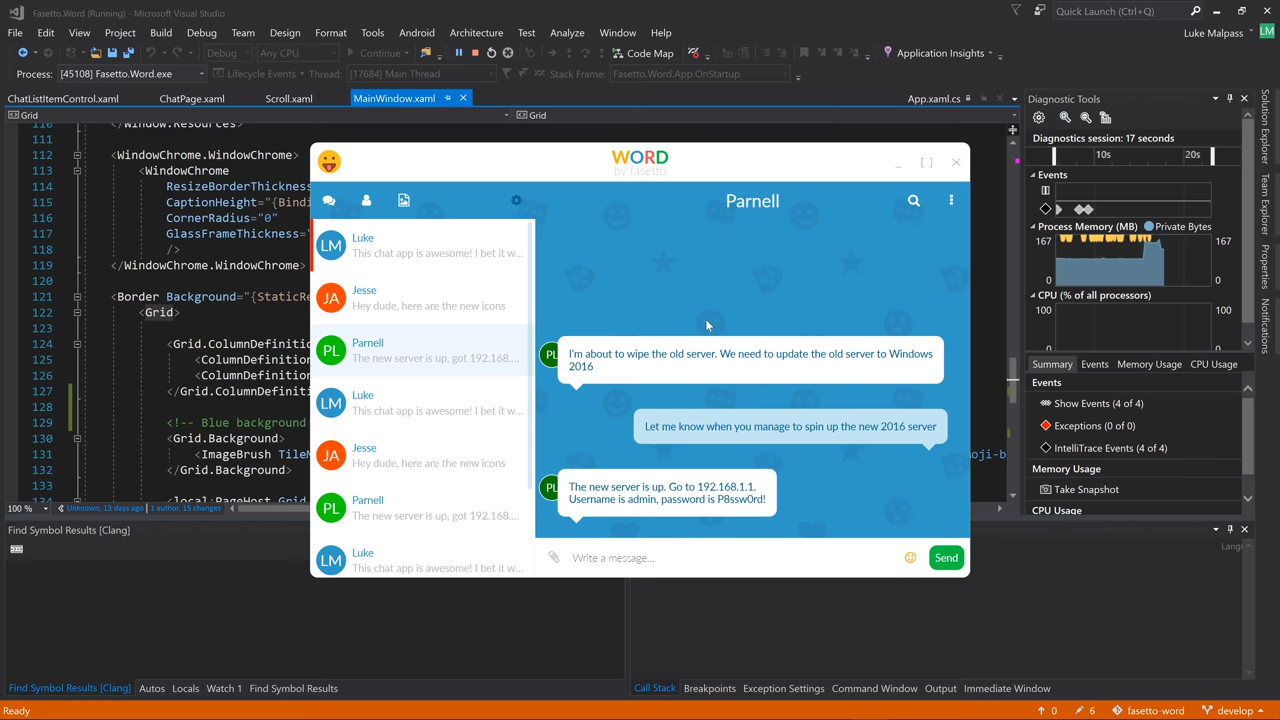 Fasetto.Word (Running) - Microsoft Visual Studio
Quick Launch (Ctrl+Q)
File Edit View Project Build Debug Team Design Format Tools Android Architecture Test Analyze Window Help
Luke Malpass LM
Debug Any CPU Continue Code Map Application Insights
Process: [45108] Fasetto.Word.exe Lifecycle Events Thread: [17684] Main Thread Stack Frame: Fasetto.Word.App.OnStartup
ChatListItemControl.xaml ChatPage.xaml Scroll.xaml MainWindow.xaml App.xaml.cs
Grid Grid
110 </Window.Resources>
111
112 <WindowChrome.WindowChrome>
113 <WindowChrome
114 ResizeBorderThickness
115 CaptionHeight="{Bindi
116 CornerRadius="0"
117 GlassFrameThickness="
118 />
119 </WindowChrome.WindowChrome>
120
121 <Border Background="{StaticRe
122 <Grid>
123
124 <Grid.ColumnDefinitio
125 <ColumnDefinition
126 <ColumnDefinition
127 </Grid.ColumnDefiniti
128
129 <!-- Blue background
130 <Grid.Background>
131 <ImageBrush TileM
132 </Grid.Background>
133
134 <local:PageHost Grid
100 % Unknown, 13 days ago 1 author, 15 changes
WORD
by fasetto
Parnell
LM Luke
This chat app is awesome! I bet it w...
JA Jesse
Hey dude, here are the new icons
PL Parnell
The new server is up, got 192.168....
LM Luke
This chat app is awesome! I bet it w...
JA Jesse
Hey dude, here are the new icons
PL Parnell
The new server is up, got 192.168....
LM Luke
This chat app is awesome! I bet it w...
PL
I'm about to wipe the old server. We need to update the old server to Windows
2016
Let me know when you manage to spin up the new 2016 server
PL
The new server is up. Go to 192.168.1.1.
Username is admin, password is P8ssw0rd!
Write a message...
Send
Diagnostic Tools
Diagnostics session: 17 seconds
10s 20s
Events
Process Memory (MB) Private Bytes
167 167
0 0
CPU (% of all processors)
100 100
0 0
Summary Events Memory Usage CPU Usage
Events
Show Events (4 of 4)
Exceptions (0 of 0)
IntelliTrace Events (4 of 4)
Memory Usage
Take Snapshot
CPU Usage
Solution Explorer
Team Explorer
Properties
Notifications
Find Symbol Results [Clang]
Find Symbol Results [Clang] Autos Locals Watch 1 Find Symbol Results
Call Stack Breakpoints Exception Settings Command Window Output Immediate Window
Ready
0 6 fasetto-word develop